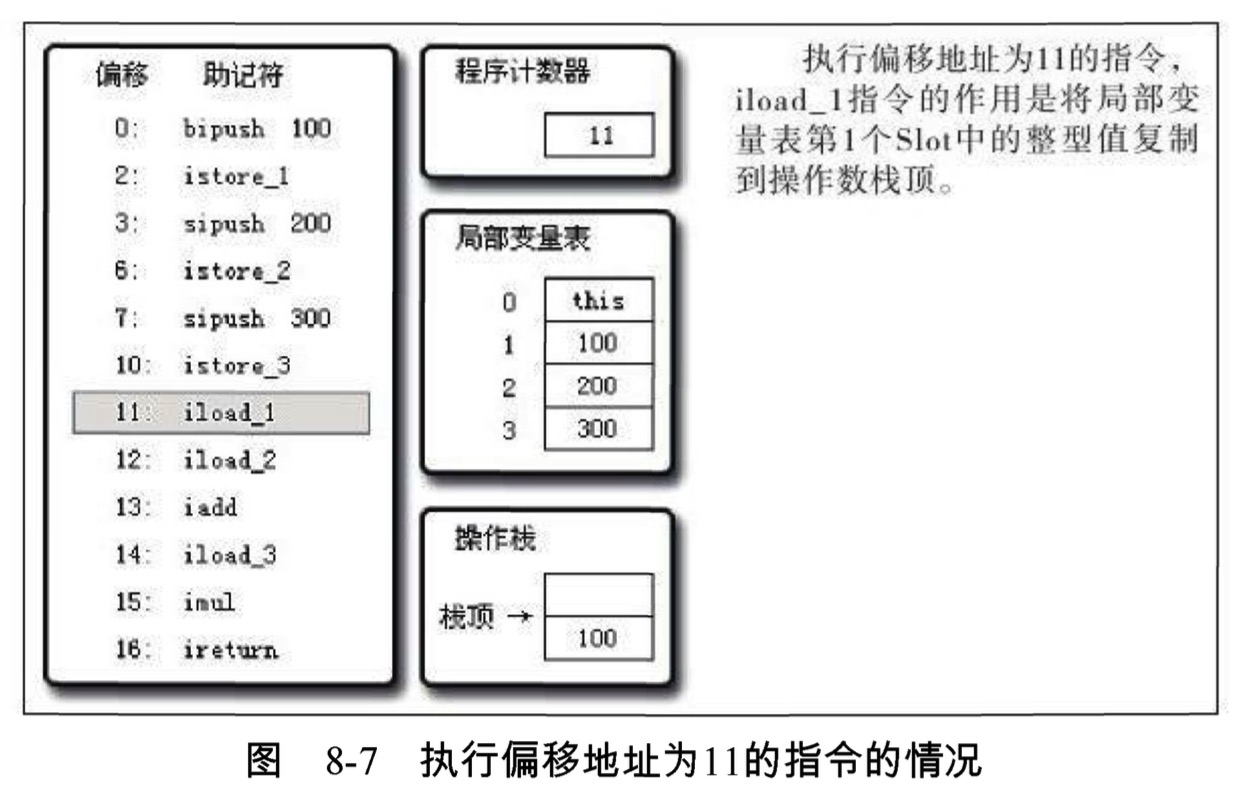 偏移 助记符
0: bipush 100
2: istore_1
3: sipush 200
6: istore_2
7: sipush 300
10: istore_3
11: iload_1
12: iload_2
13: iadd
14: iload_3
15: imul
16: ireturn
程序计数器
11
局部变量表
0 this
1 100
2 200
3 300
操作栈
栈顶 →
100
执行偏移地址为11的指令，
iload_1指令的作用是将局部变
量表第1个Slot中的整型值复制
到操作数栈顶。
图 8-7 执行偏移地址为11的指令的情况